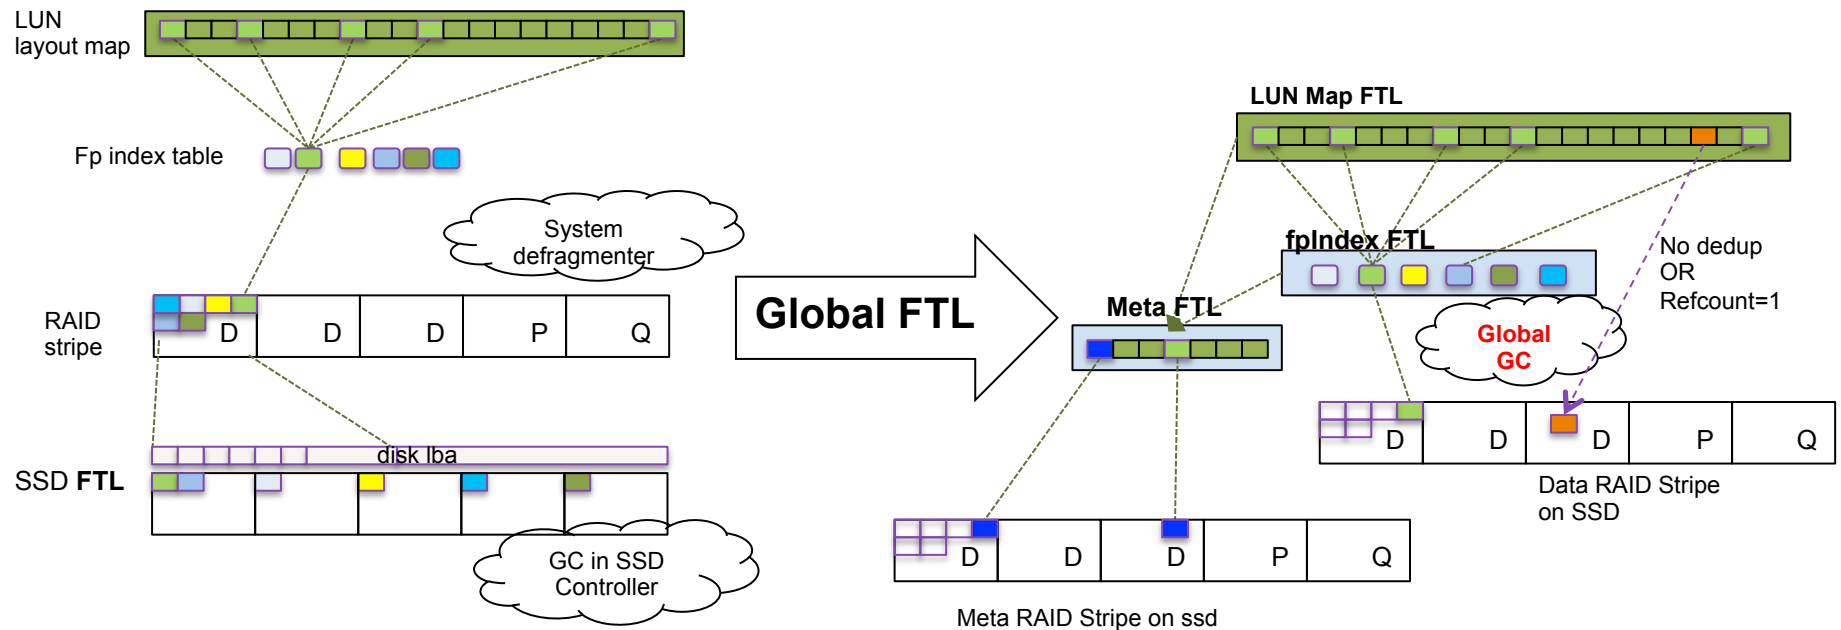 LUN
layout map
Fp index table
System
defragmenter
RAID
stripe
D
D
D
P
Q
disk lba
SSD FTL
GC in SSD
Controller
Global FTL
LUN Map FTL
fpIndex FTL
No dedup
OR
Refcount=1
Meta FTL
Global
GC
D
D
D
P
Q
Data RAID Stripe
on SSD
D
D
D
P
Q
Meta RAID Stripe on ssd